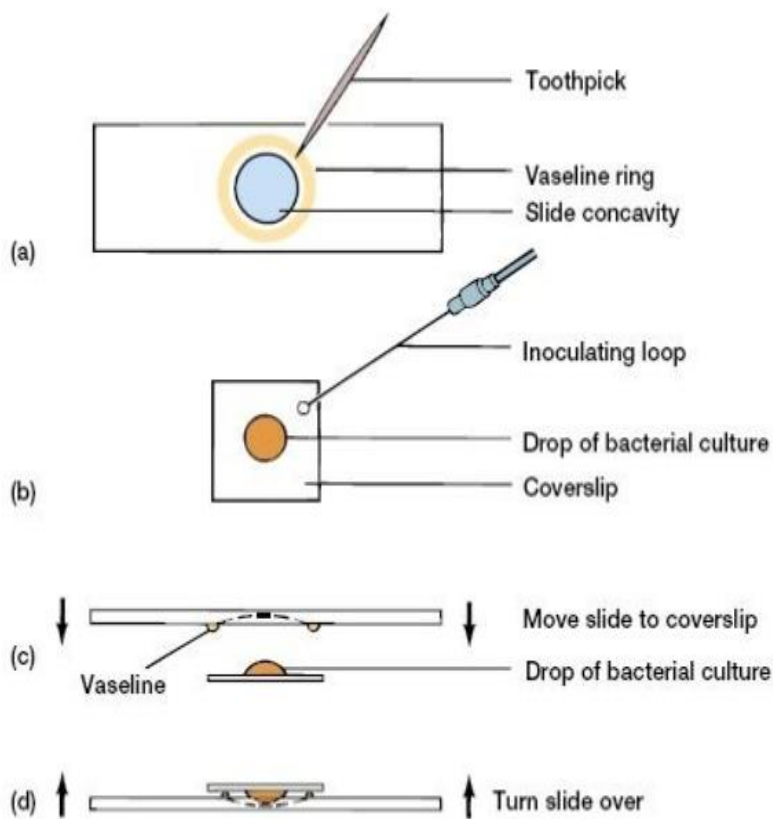 Toothpick
Vaseline ring
Slide concavity
(a)
Inoculating loop
Drop of bacterial culture
Coverslip
(b)
Move slide to coverslip
(c)
Drop of bacterial culture
Vaseline
(d)
Turn slide over